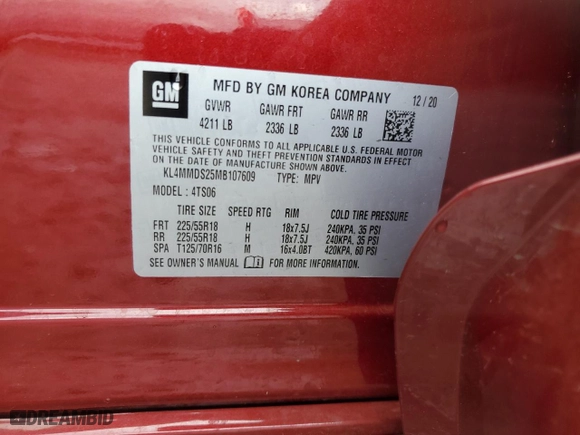 GM
MFD BY GM KOREA COMPANY 12/20
GVWR GAWR FRT GAWR RR
4211 LB 2336 LB 2336 LB
THIS VEHICLE CONFORMS TO ALL APPLICABLE U.S. FEDERAL MOTOR
VEHICLE SAFETY AND THEFT PREVENTION STANDARDS IN EFFECT
ON THE DATE OF MANUFACTURE SHOWN ABOVE.
KL4MMDS25MB107609 TYPE: MPV
MODEL: 4TS06
TIRE SIZE SPEED RTG RIM COLD TIRE PRESSURE
FRT 225/55R18 H 18x7.5J 240KPA, 35 PSI
RR 225/55R18 H 18x7.5J 240KPA, 35 PSI
SPA T125/70R16 M 16x4.0BT 420KPA, 60 PSI
SEE OWNER'S MANUAL FOR MORE INFORMATION.
DREAMBID